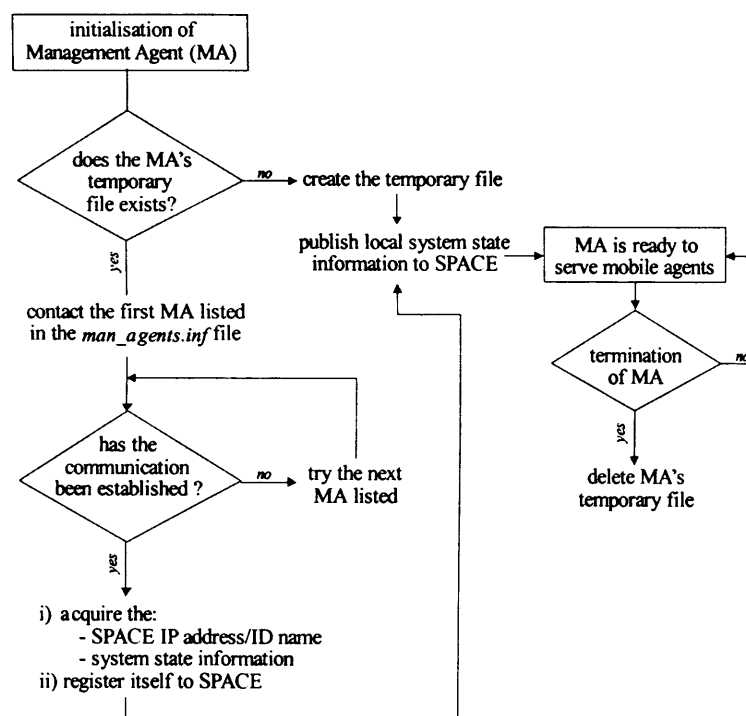 initialisation of
Management Agent (MA)
does the MA's
temporary
file exists?
no
create the temporary file
yes
publish local system state
information to SPACE
MA is ready to
serve mobile agents
contact the first MA listed
in the man_agents.inf file
termination
of MA
no
yes
has the
communication
been established ?
no
try the next
MA listed
delete MA's
temporary file
yes
i) acquire the:
- SPACE IP address/ID name
- system state information
ii) register itself to SPACE